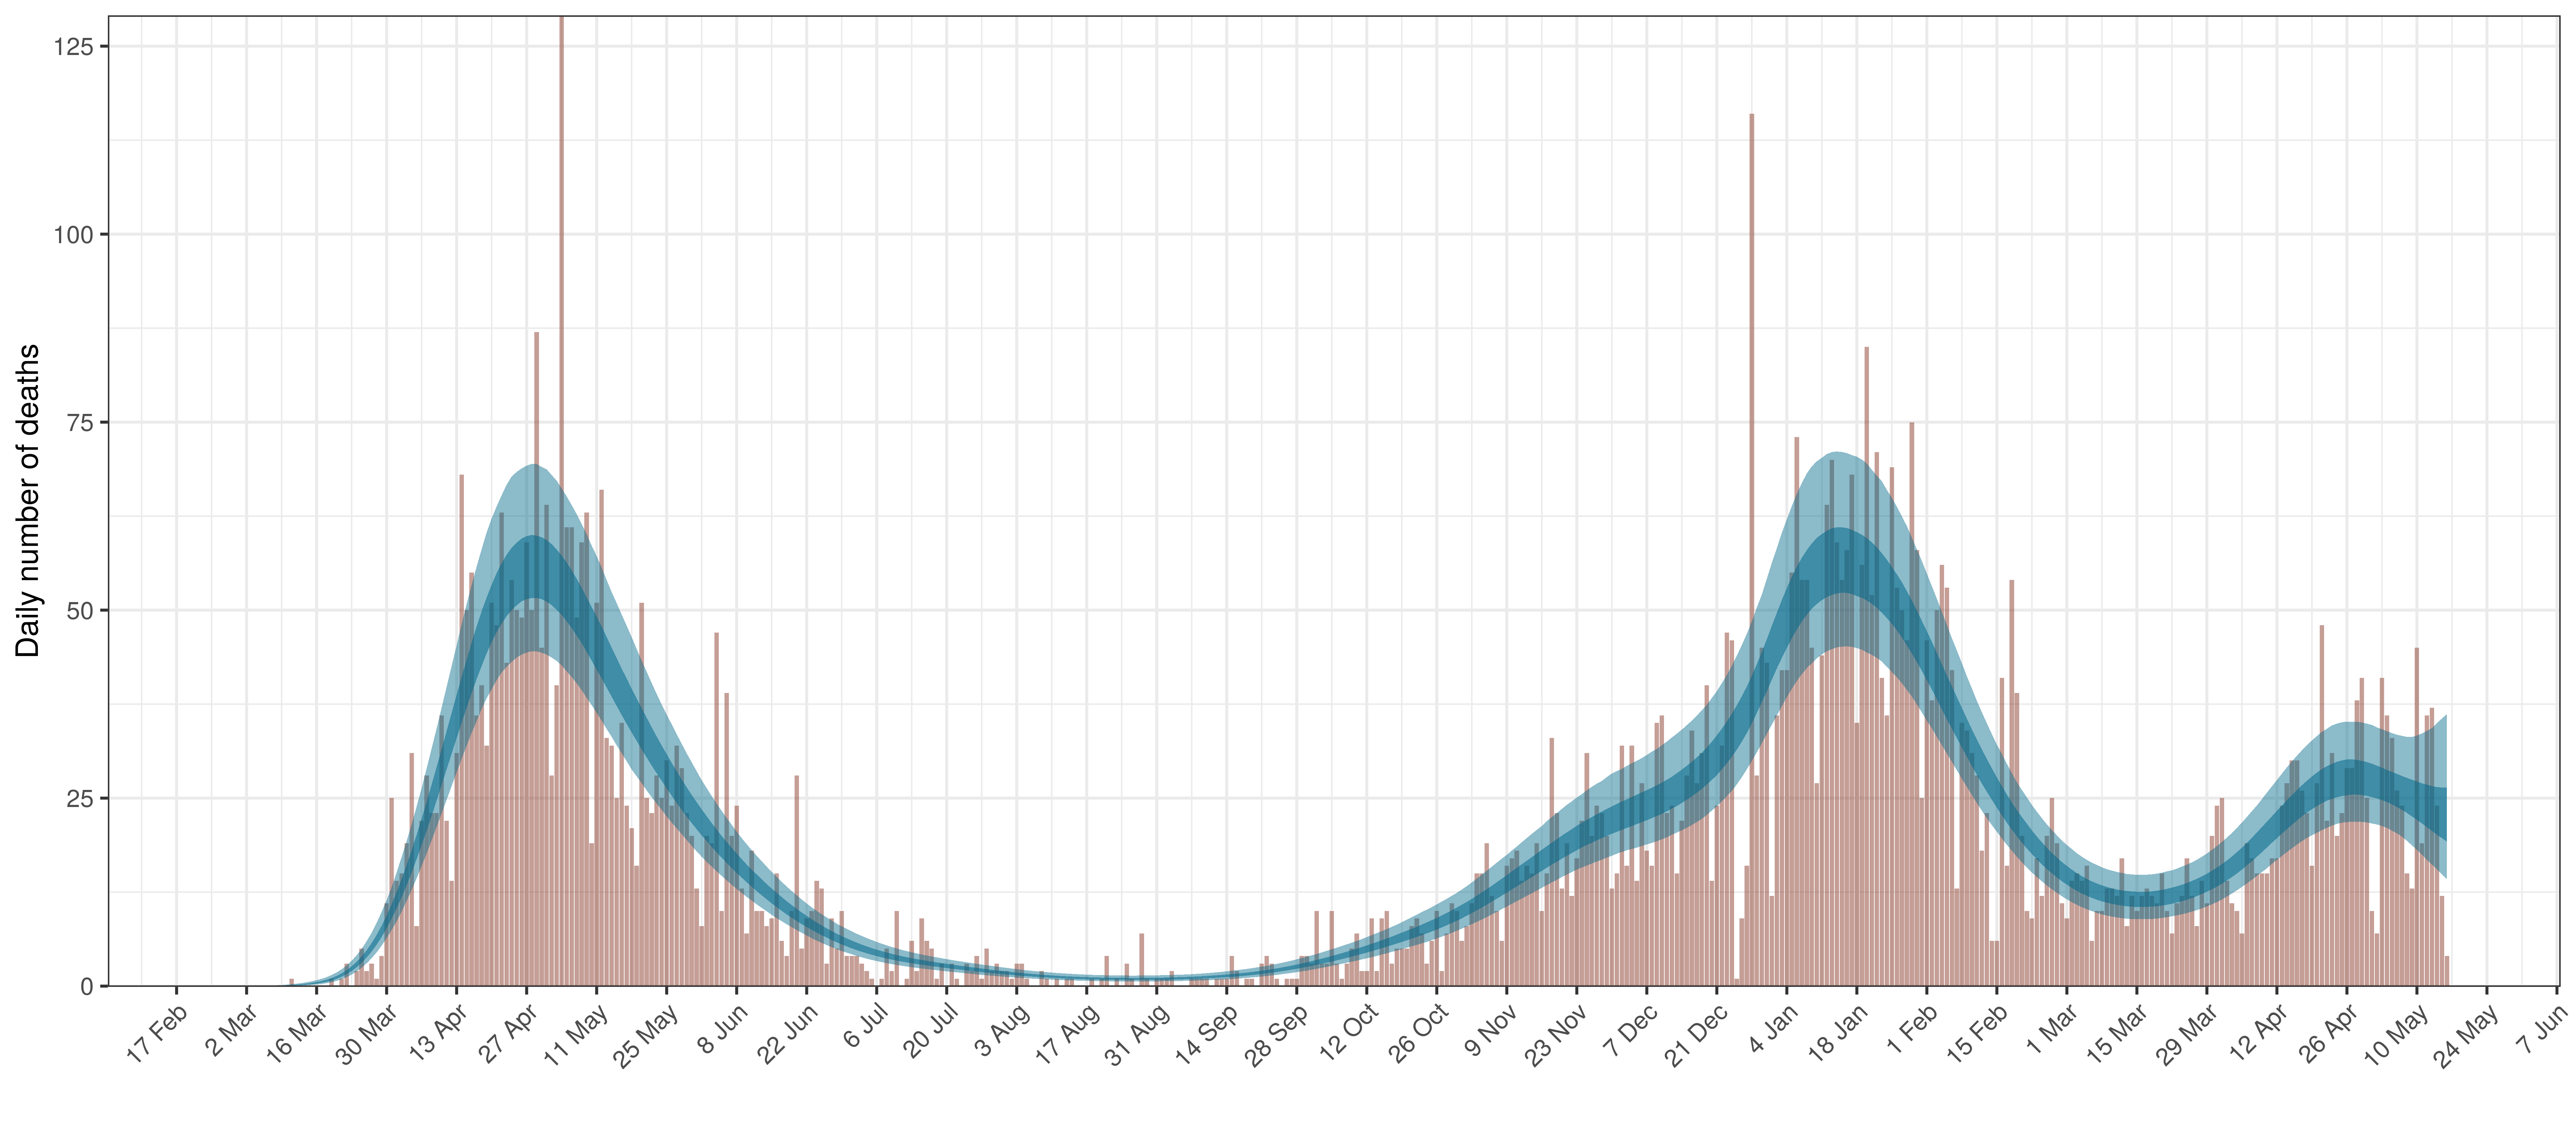 Daily number of deaths
125
100
75
50
25
0
17 Feb
2 Mar
16 Mar
30 Mar
13 Apr
27 Apr
11 May
25 May
8 Jun
22 Jun
6 Jul
20 Jul
3 Aug
17 Aug
31 Aug
14 Sep
28 Sep
12 Oct
26 Oct
9 Nov
23 Nov
7 Dec
21 Dec
4 Jan
18 Jan
1 Feb
15 Feb
1 Mar
15 Mar
29 Mar
12 Apr
26 Apr
10 May
24 May
7 Jun